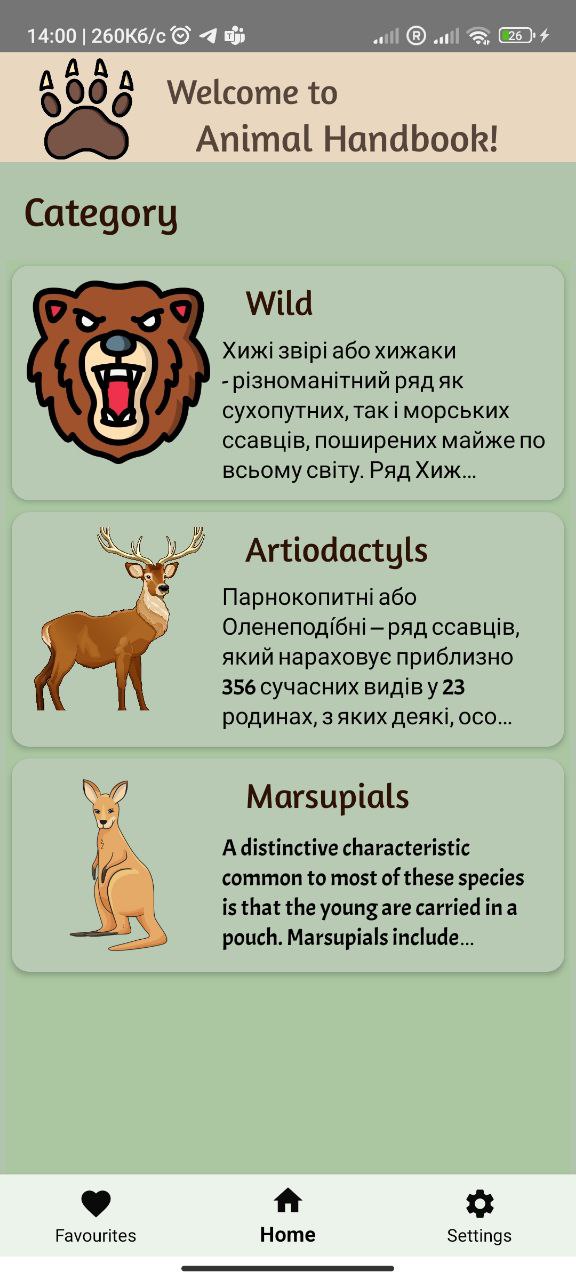 14:00 | 260Кб/с
26
Welcome to
Animal Handbook!
Category
Wild
Хижі звірі або хижаки
- різноманітний ряд як
сухопутних, так і морських
ссавців, поширених майже по
всьому світу. Ряд Хиж...
Artiodactyls
Парнокопитні або
Оленеподі́бні – ряд ссавців,
який нараховує приблизно
356 сучасних видів у 23
родинах, з яких деякі, осо...
Marsupials
A distinctive characteristic
common to most of these species
is that the young are carried in a
pouch. Marsupials include...
Favourites
Home
Settings